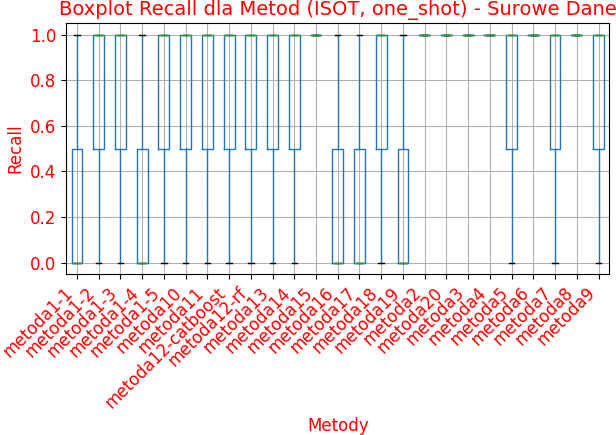 Boxplot Recall dla Metod (ISOT, one_shot) - Surowe Dane
1.0
0.8
0.6
0.4
0.2
0.0
Recall
metoda1-1
metoda1-2
metoda1-3
metoda1-4
metoda1-5
metoda10
metoda11
metoda12-catboost
metoda12-rf
metoda13
metoda14
metoda15
metoda16
metoda17
metoda18
metoda19
metoda2
metoda20
metoda3
metoda4
metoda5
metoda6
metoda7
metoda8
metoda9
Metody